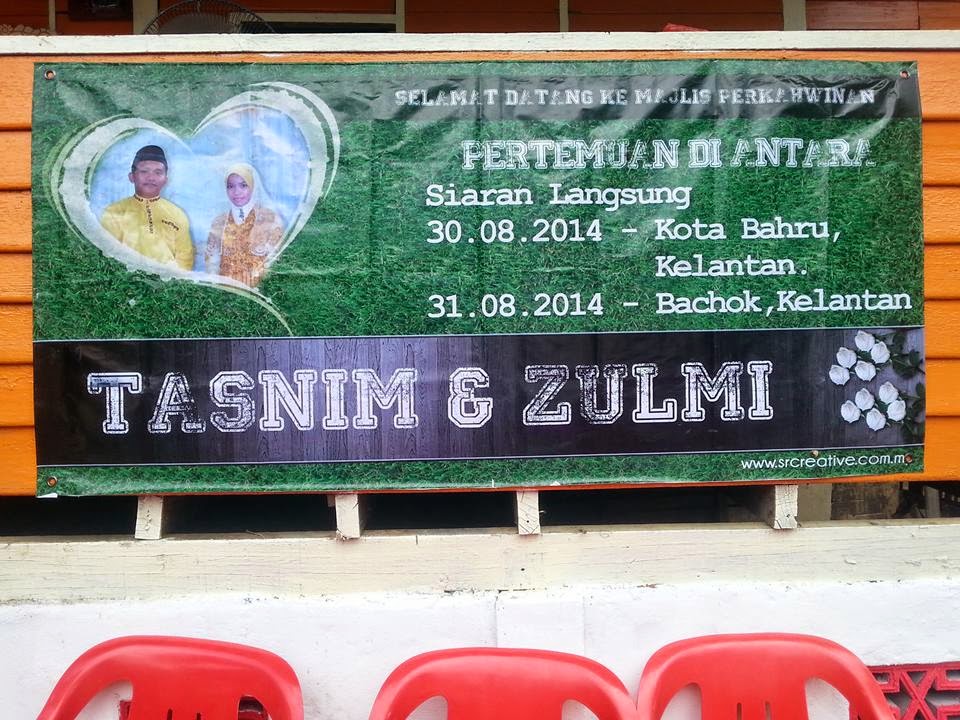 SELAMAT DATANG KE MAJLIS PERKAHWINAN
PERTEMUAN DI ANTARA
Siaran Langsung
30.08.2014 - Kota Bahru,
Kelantan.
31.08.2014 - Bachok,Kelantan
TASNIM & ZULMI
www.srcreative.com.my